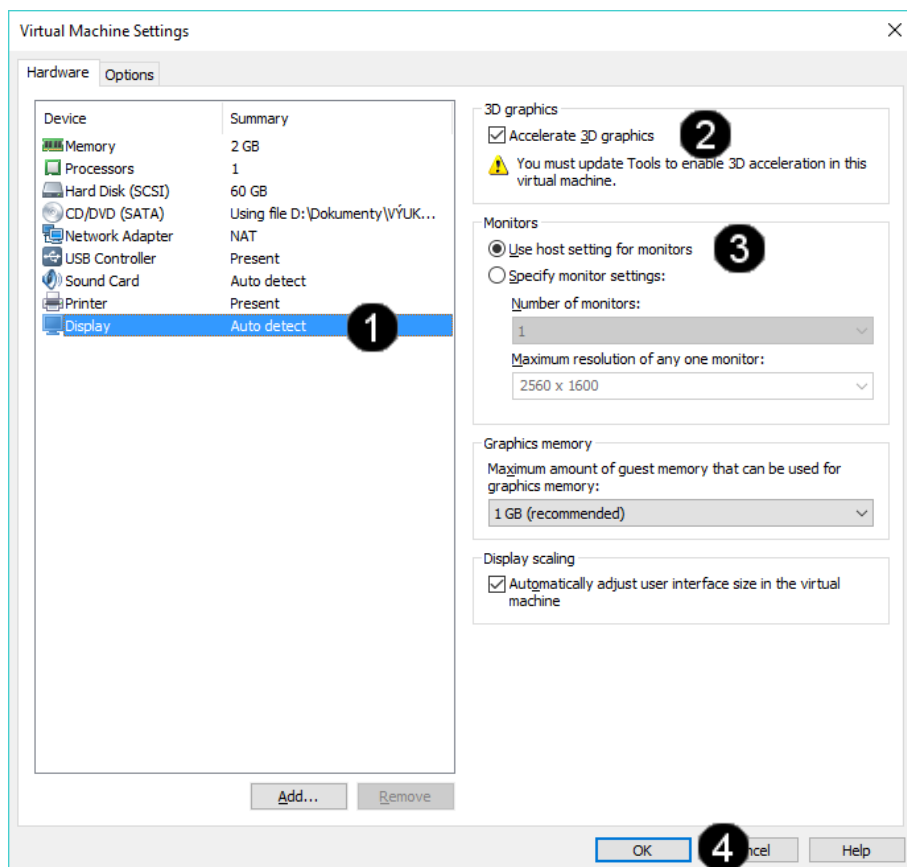 Virtual Machine Settings
Hardware Options
Device Summary
Memory 2 GB
Processors 1
Hard Disk (SCSI) 60 GB
CD/DVD (SATA) Using file D:\Dokumenty\VÝUK...
Network Adapter NAT
USB Controller Present
Sound Card Auto detect
Printer Present
Display Auto detect 1
Add... Remove
3D graphics
Accelerate 3D graphics 2
You must update Tools to enable 3D acceleration in this
virtual machine.
Monitors
Use host setting for monitors 3
Specify monitor settings:
Number of monitors:
1
Maximum resolution of any one monitor:
2560 x 1600
Graphics memory
Maximum amount of guest memory that can be used for
graphics memory:
1 GB (recommended)
Display scaling
Automatically adjust user interface size in the virtual
machine
OK 4 ncel Help